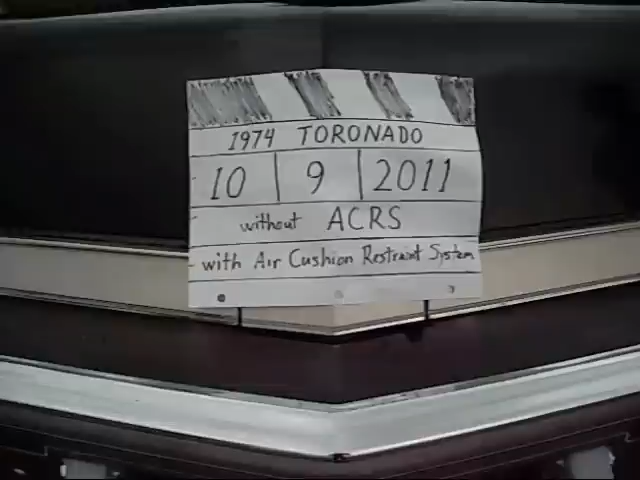 1974 TORONADO
10 | 9 | 2011
without ACRS
with Air Cushion Restraint System